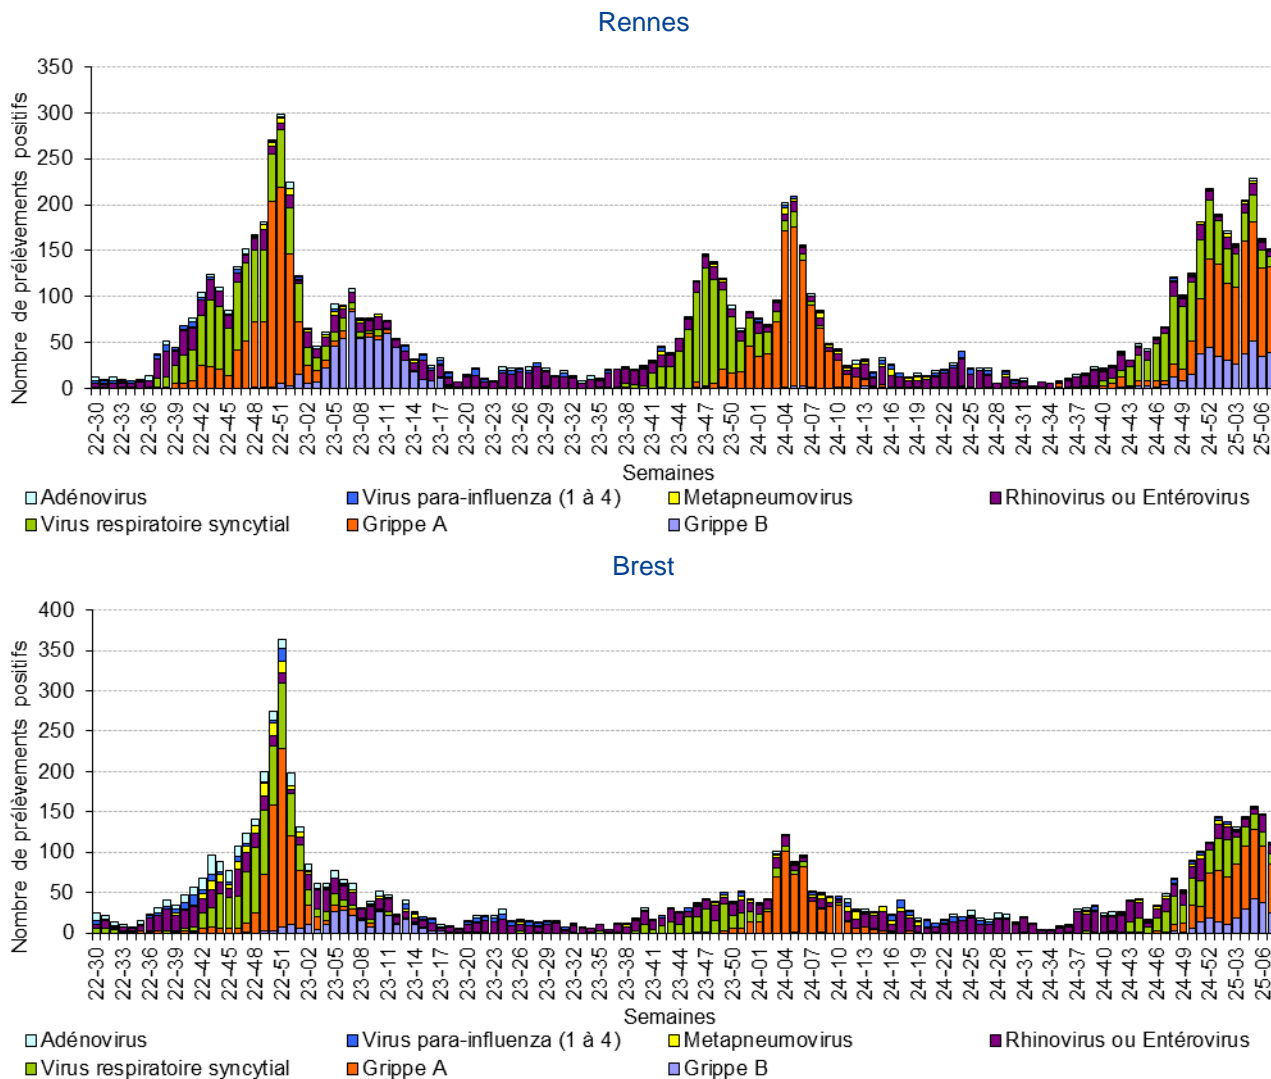 Rennes
Nombre de prélèvements positifs
350
300
250
200
150
100
50
0
22-30 22-33 22-36 22-39 22-42 22-45 22-48 22-51 23-02 23-05 23-08 23-11 23-14 23-17 23-20 23-23 23-26 23-29 23-32 23-35 23-38 23-41 23-44 23-47 23-50 24-01 24-04 24-07 24-10 24-13 24-16 24-19 24-22 24-25 24-28 24-31 24-34 24-37 24-40 24-43 24-46 24-49 24-52 25-03 25-06
Semaines
Adénovirus Virus para-influenza (1 à 4) Metapneumovirus Rhinovirus ou Entérovirus
Virus respiratoire syncytial Grippe A Grippe B
Brest
Nombre de prélèvements positifs
400
350
300
250
200
150
100
50
0
22-30 22-33 22-36 22-39 22-42 22-45 22-48 22-51 23-02 23-05 23-08 23-11 23-14 23-17 23-20 23-23 23-26 23-29 23-32 23-35 23-38 23-41 23-44 23-47 23-50 24-01 24-04 24-07 24-10 24-13 24-16 24-19 24-22 24-25 24-28 24-31 24-34 24-37 24-40 24-43 24-46 24-49 24-52 25-03 25-06
Semaines
Adénovirus Virus para-influenza (1 à 4) Metapneumovirus Rhinovirus ou Entérovirus
Virus respiratoire syncytial Grippe A Grippe B